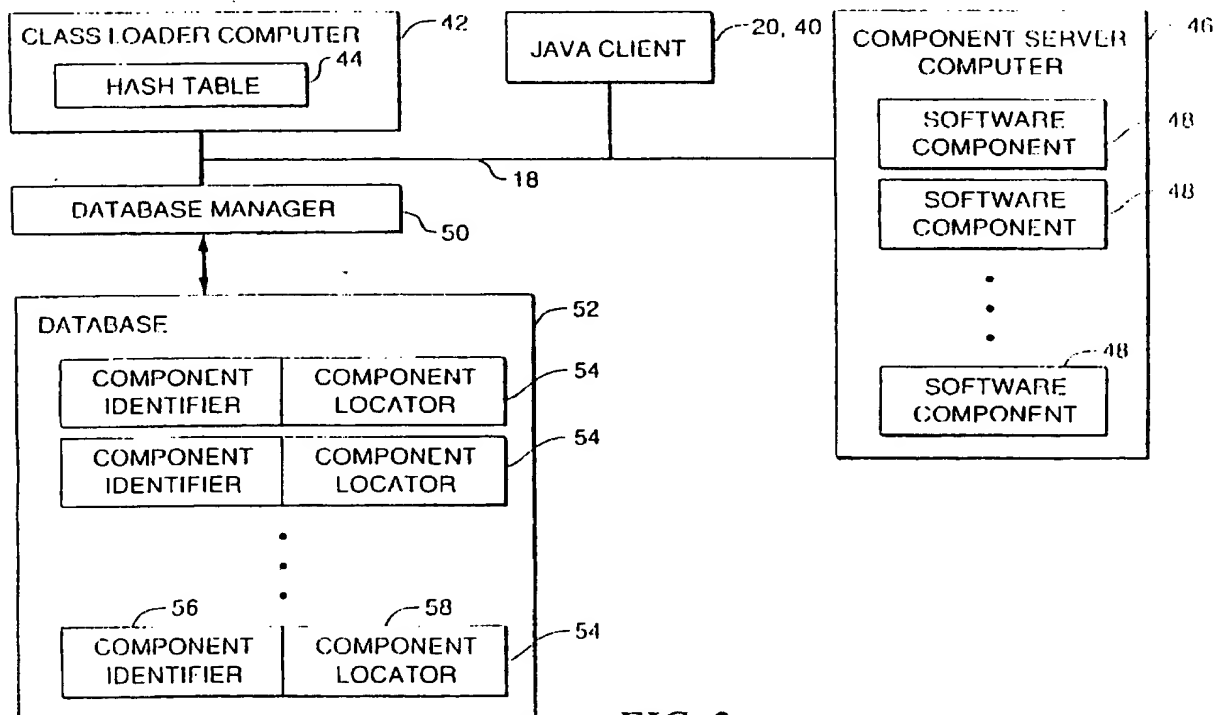 CLASS LOADER COMPUTER
42
44
HASH TABLE
JAVA CLIENT
20, 40
COMPONENT SERVER
COMPUTER
46
SOFTWARE
COMPONENT
48
SOFTWARE
COMPONENT
48
SOFTWARE
COMPONENT
48
18
DATABASE MANAGER
50
DATABASE
52
COMPONENT
IDENTIFIER
COMPONENT
LOCATOR
54
COMPONENT
IDENTIFIER
COMPONENT
LOCATOR
54
56
58
COMPONENT
IDENTIFIER
COMPONENT
LOCATOR
54